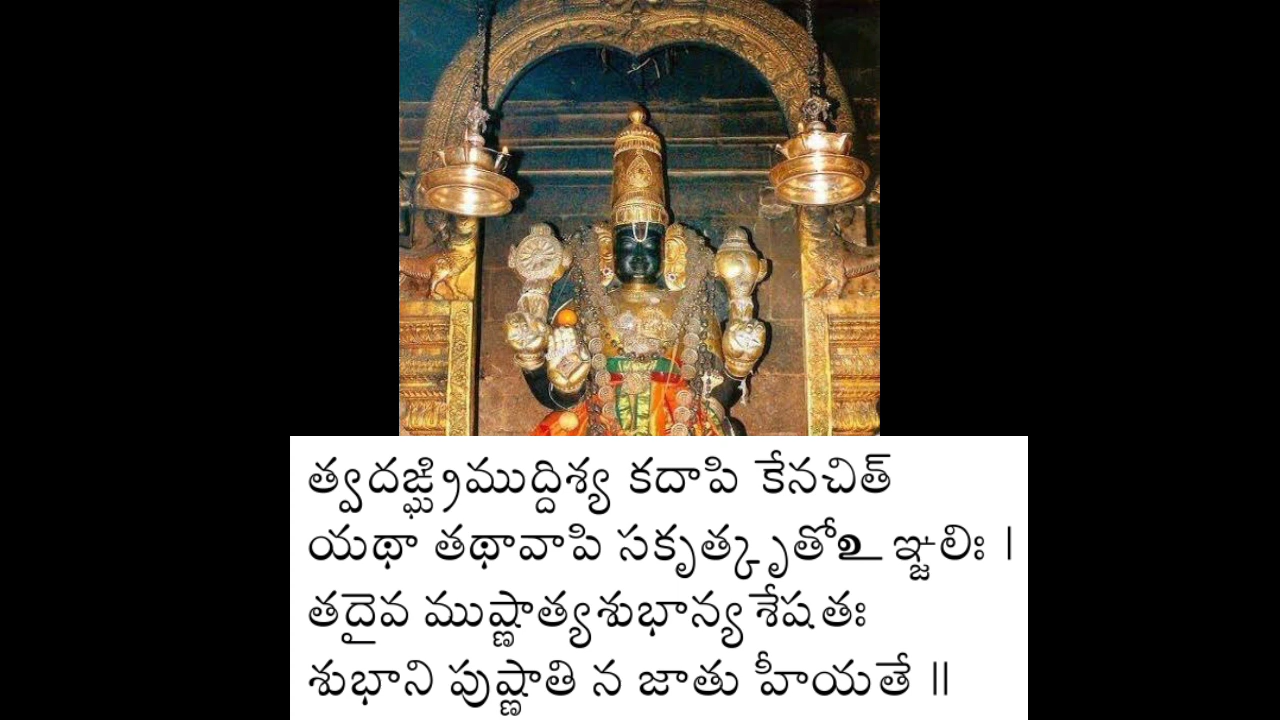 త్వదఙ్ఘ్రిముద్దిశ్య కదాపి కేనచిత్
యథా తథావాపి సకృత్కృతోఽఞ్జలిః ।
తదైవ ముష్ణాత్యశుభాన్యశేషతః
శుభాని పుష్ణాతి న జాతు హీయతే ॥